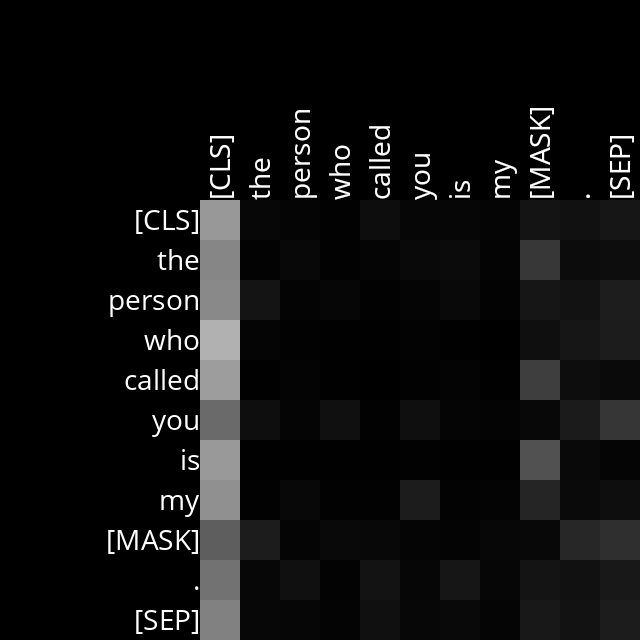 [CLS] the person who called you is my [MASK] . [SEP]
[CLS]
the
person
who
called
you
is
my
[MASK]
.
[SEP]